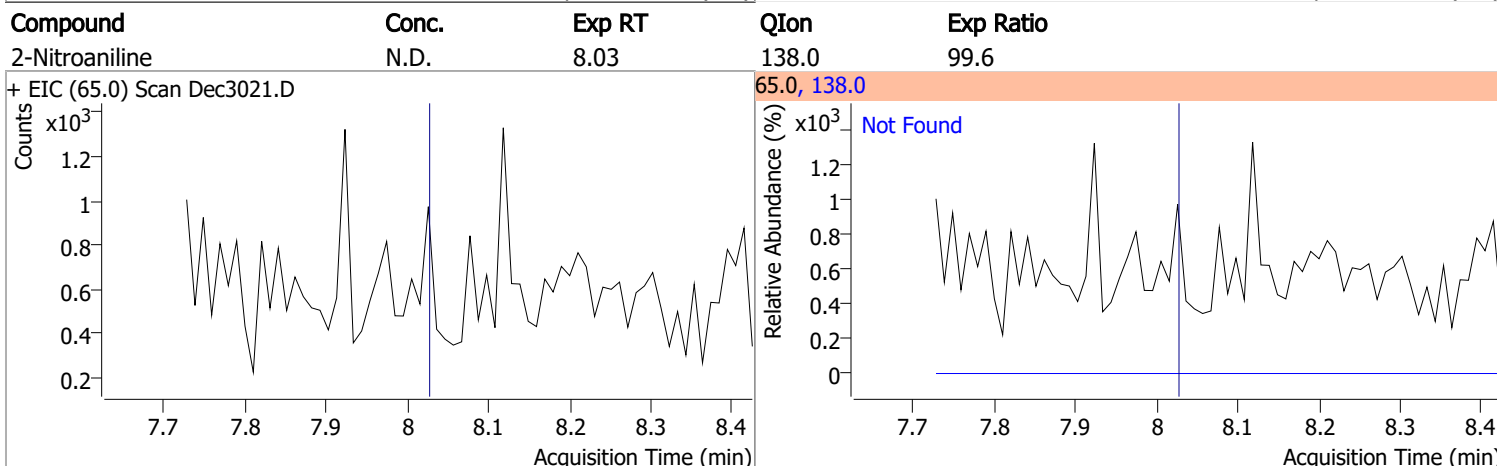 Compound Conc. Exp RT QIon Exp Ratio
2-Nitroaniline N.D. 8.03 138.0 99.6
+ EIC (65.0) Scan Dec3021.D
Counts
x10³
1.2
1
0.8
0.6
0.4
0.2
7.7 7.8 7.9 8 8.1 8.2 8.3 8.4
Acquisition Time (min)
65.0, 138.0
Relative Abundance (%)
x10³
Not Found
1.2
1
0.8
0.6
0.4
0.2
0
7.7 7.8 7.9 8 8.1 8.2 8.3 8.4
Acquisition Time (min)